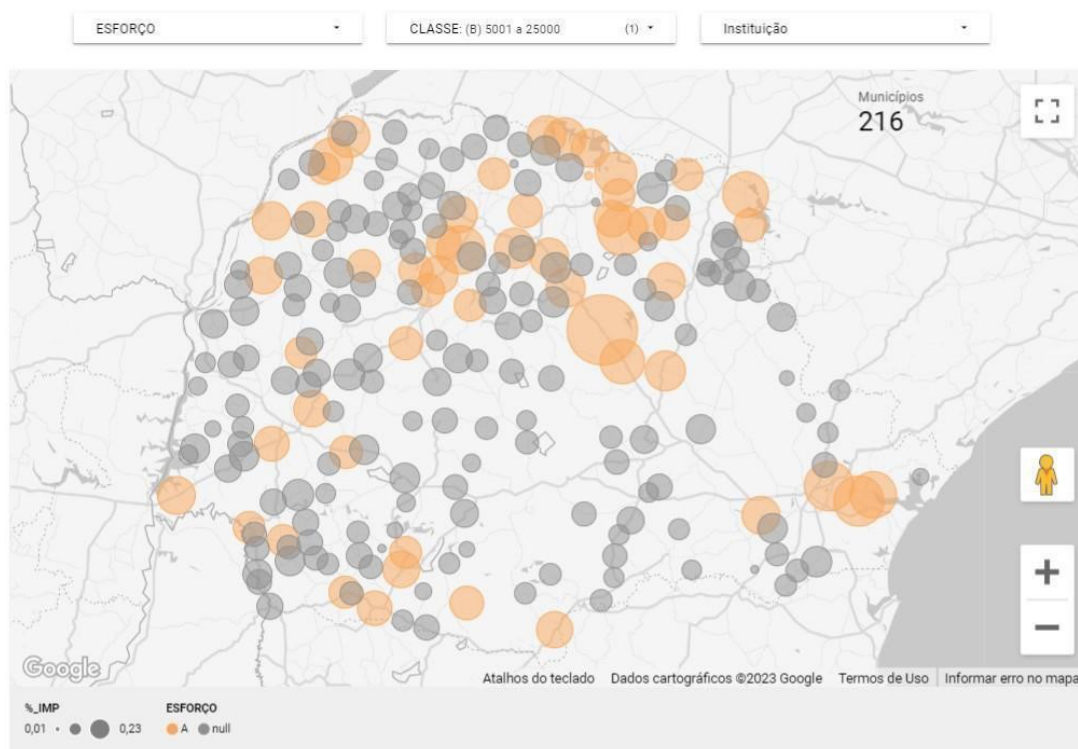 ESFORÇO
CLASSE: (B) 5001 a 25000 (1)
Instituição
Municípios
216
Google
Atalhos do teclado Dados cartográficos ©2023 Google Termos de Uso Informar erro no mapa
%_IMP ESFORÇO
0,01 0,23 A null